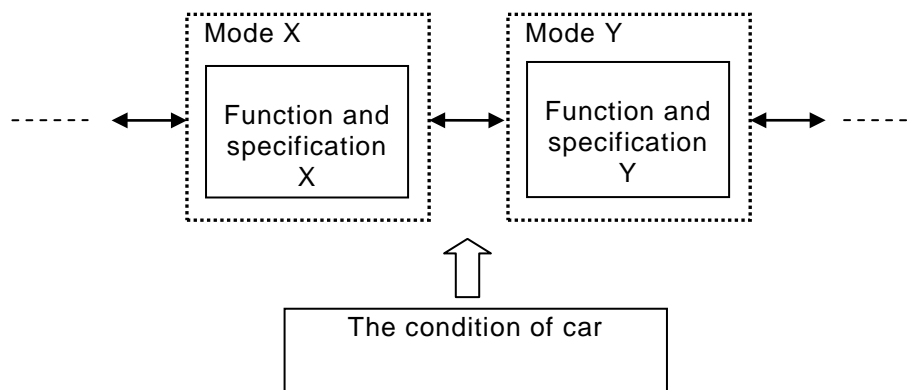 Mode X
Function and
specification
X
Mode Y
Function and
specification
Y
The condition of car